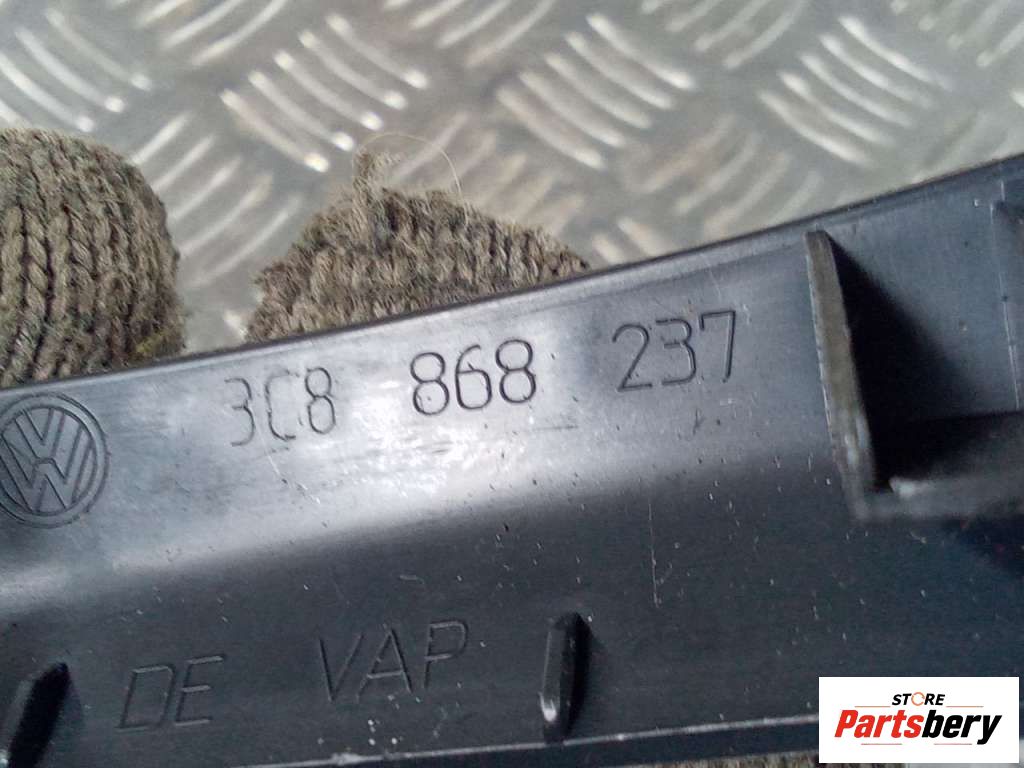 3C8 868 237
DE VAP
STORE
Partsbery